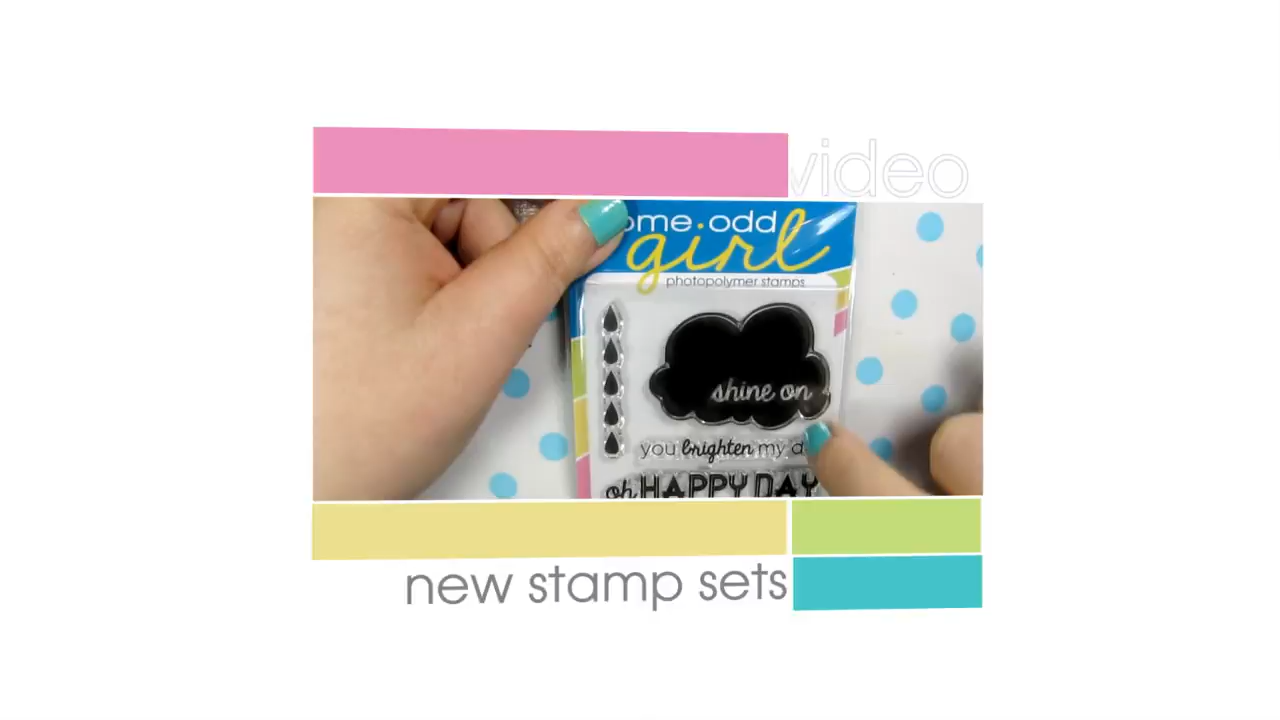 video
ome·odd
girl
photopolymer stamps
shine on
you brighten my d
oh HAPPY DAY
new stamp sets